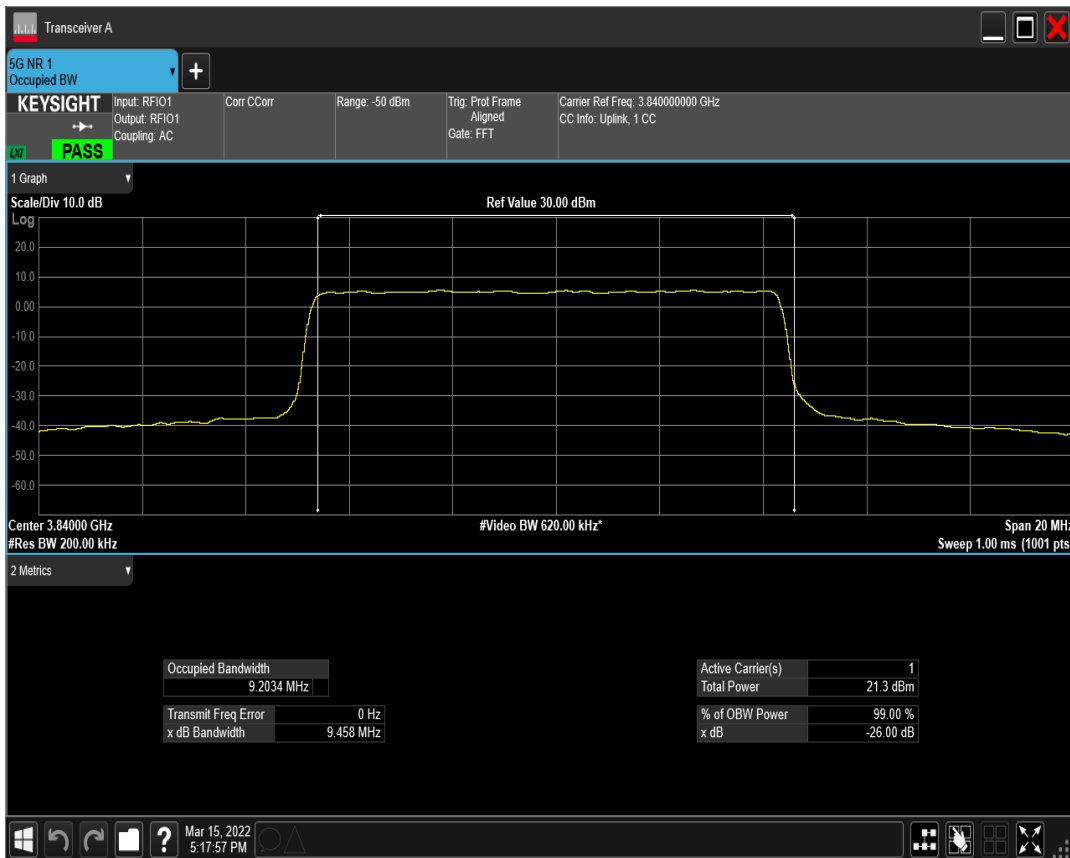 Transceiver A
5G NR 1
Occupied BW
+
KEYSIGHT
LXI
PASS
Input: RFIO1
Output: RFIO1
Coupling: AC
Corr CCorr
Range: -50 dBm
Trig: Prot Frame
Aligned
Gate: FFT
Carrier Ref Freq: 3.840000000 GHz
CC Info: Uplink, 1 CC
1 Graph
Scale/Div 10.0 dB
Ref Value 30.00 dBm
Log
20.0
10.0
0.00
-10.0
-20.0
-30.0
-40.0
-50.0
-60.0
Center 3.84000 GHz
#Video BW 620.00 kHz*
Span 20 MHz
#Res BW 200.00 kHz
Sweep 1.00 ms (1001 pts
2 Metrics
Occupied Bandwidth
9.2034 MHz
Transmit Freq Error 0 Hz
x dB Bandwidth 9.458 MHz
Active Carrier(s) 1
Total Power 21.3 dBm
% of OBW Power 99.00 %
x dB -26.00 dB
?
Mar 15, 2022
5:17:57 PM